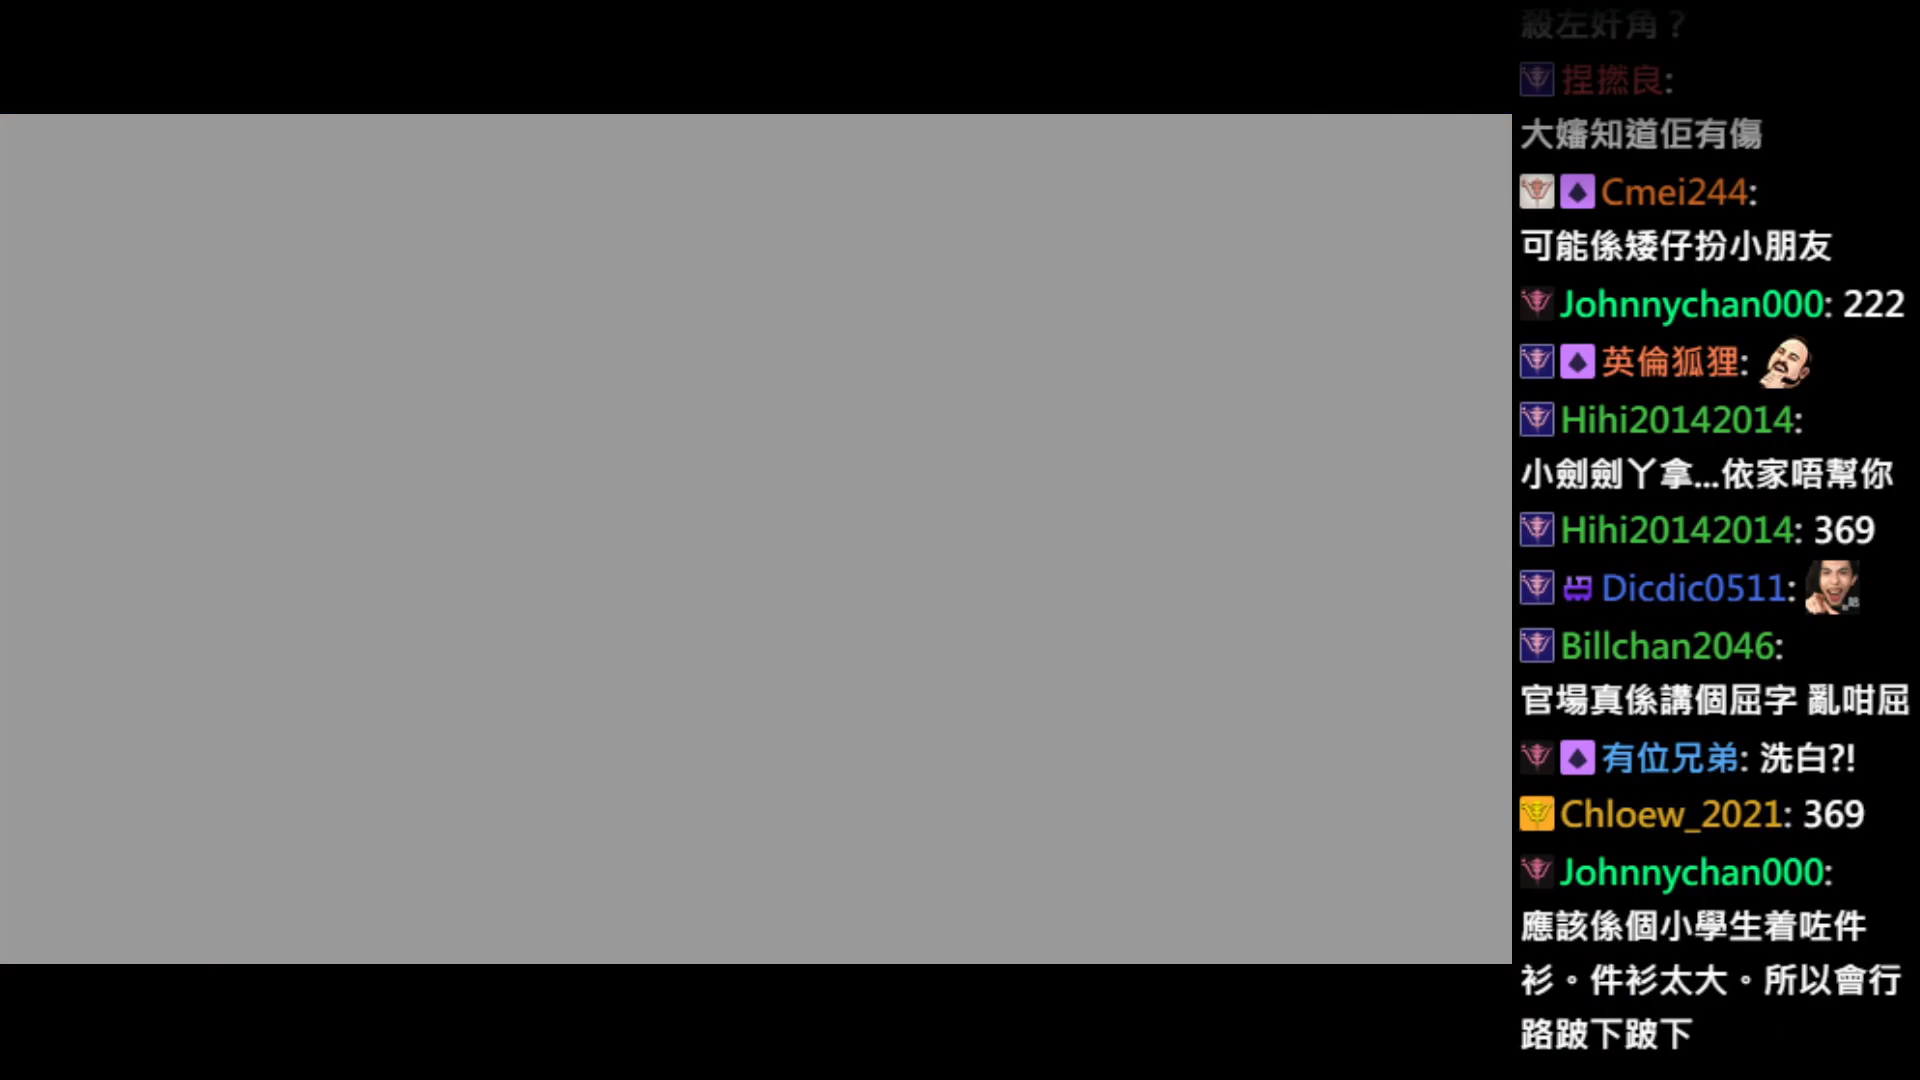 殺左奸角？
捏撚良:
大嬸知道佢有傷
Cmei244:
可能係矮仔扮小朋友
Johnnychan000: 222
英倫狐狸:
Hihi20142014:
小劍劍丫拿...依家唔幫你
Hihi20142014: 369
Dicdic0511:
Billchan2046:
官場真係講個屈字 亂咁屈
有位兄弟: 洗白?!
Chloew_2021: 369
Johnnychan000:
應該係個小學生着咗件
衫。件衫太大。所以會行
路跛下跛下